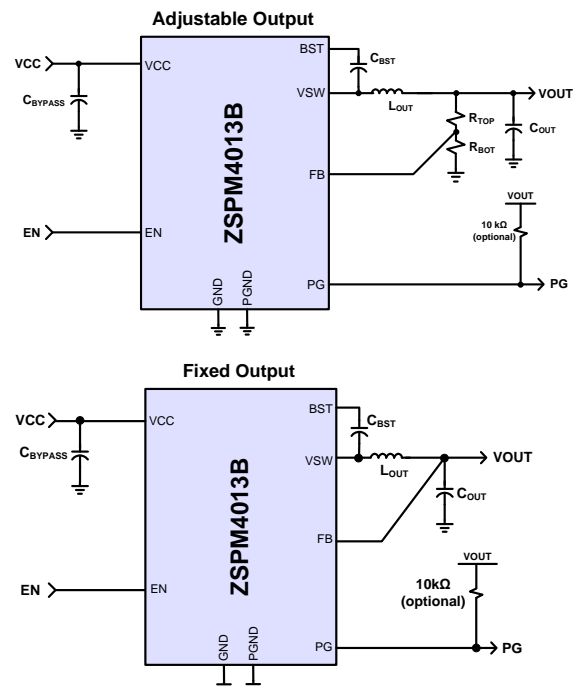 Adjustable Output
BST
CBST
VCC
VCC
CBYPASS
VSW
LOUT
VOUT
RTOP
COUT
RBOT
ZSPM4013B
FB
VOUT
10 kΩ
(optional)
EN
EN
GND
PGND
PG
PG
Fixed Output
BST
CBST
VCC
VCC
CBYPASS
VSW
LOUT
VOUT
COUT
ZSPM4013B
FB
VOUT
10kΩ
(optional)
EN
EN
GND
PGND
PG
PG